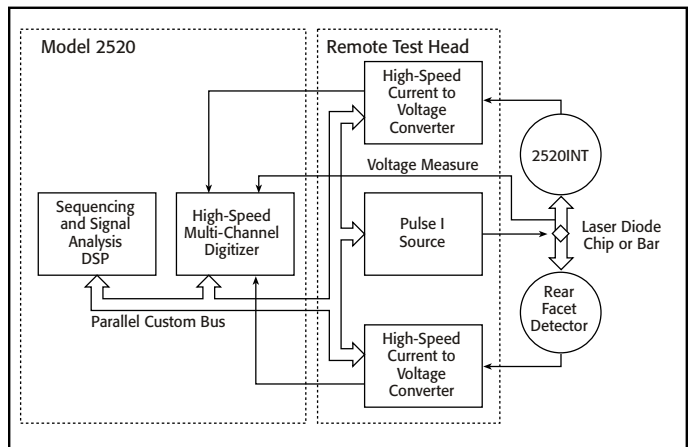 Model 2520
Remote Test Head
High-Speed
Current to
Voltage
Converter
2520INT
Voltage Measure
Sequencing
and Signal
Analysis
DSP
High-Speed
Multi-Channel
Digitizer
Pulse I
Source
Laser Diode
Chip or Bar
Parallel Custom Bus
Rear
Facet
Detector
High-Speed
Current to
Voltage
Converter